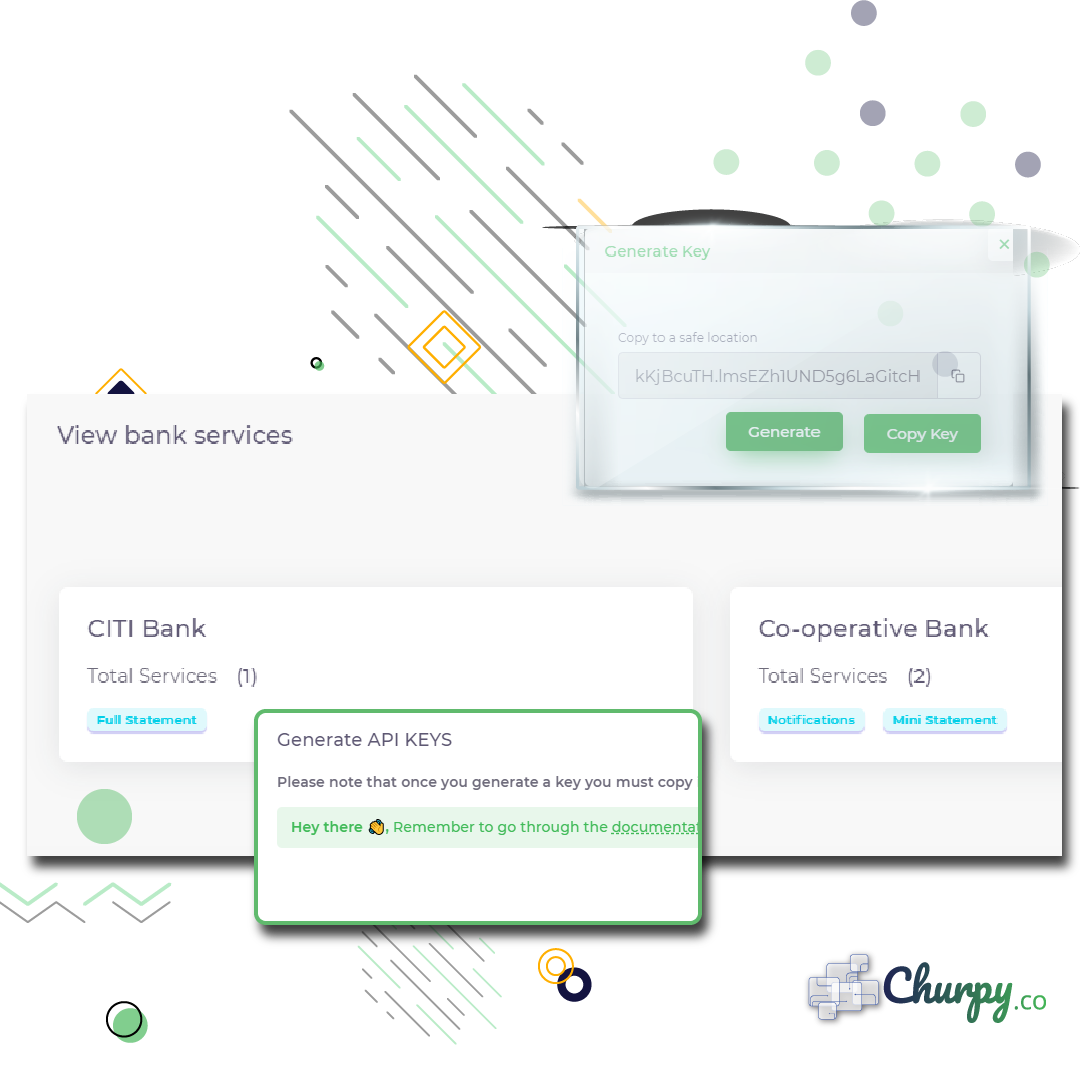 Generate Key
Copy to a safe location
kKjBcuTH.lmsEZh1UND5g6LaGitcH
Generate
Copy Key
View bank services
CITI Bank
Total Services (1)
Full Statement
Co-operative Bank
Total Services (2)
Notifications Mini Statement
Generate API KEYS
Please note that once you generate a key you must copy
Hey there 👋, Remember to go through the documentat
Churpy.co